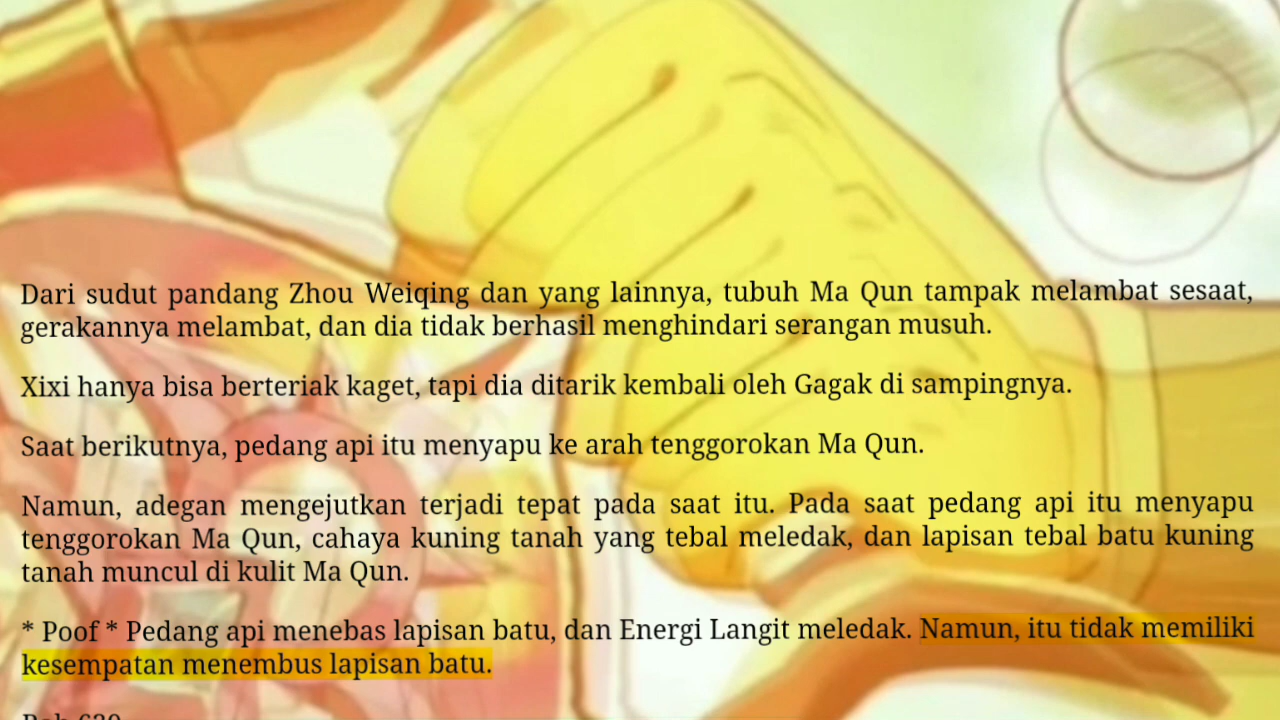 Dari sudut pandang Zhou Weiqing dan yang lainnya, tubuh Ma Qun tampak melambat sesaat,
gerakannya melambat, dan dia tidak berhasil menghindari serangan musuh.
Xixi hanya bisa berteriak kaget, tapi dia ditarik kembali oleh Gagak di sampingnya.
Saat berikutnya, pedang api itu menyapu ke arah tenggorokan Ma Qun.
Namun, adegan mengejutkan terjadi tepat pada saat itu. Pada saat pedang api itu menyapu
tenggorokan Ma Qun, cahaya kuning tanah yang tebal meledak, dan lapisan tebal batu kuning
tanah muncul di kulit Ma Qun.
* Poof * Pedang api menebas lapisan batu, dan Energi Langit meledak. Namun, itu tidak memiliki
kesempatan menembus lapisan batu.